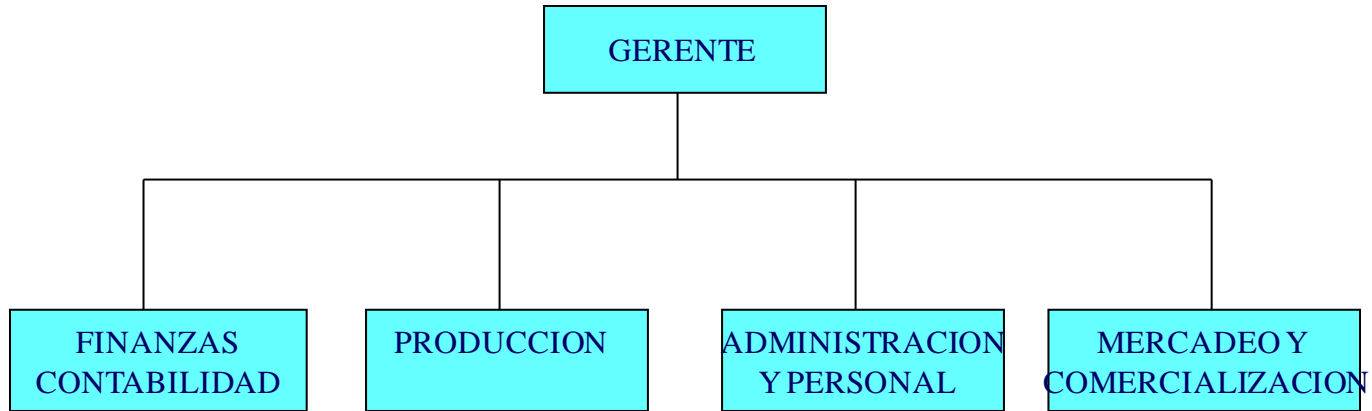 GERENTE
FINANZAS
CONTABILIDAD
PRODUCCION
ADMINISTRACION
Y PERSONAL
MERCADEO Y
COMERCIALIZACION